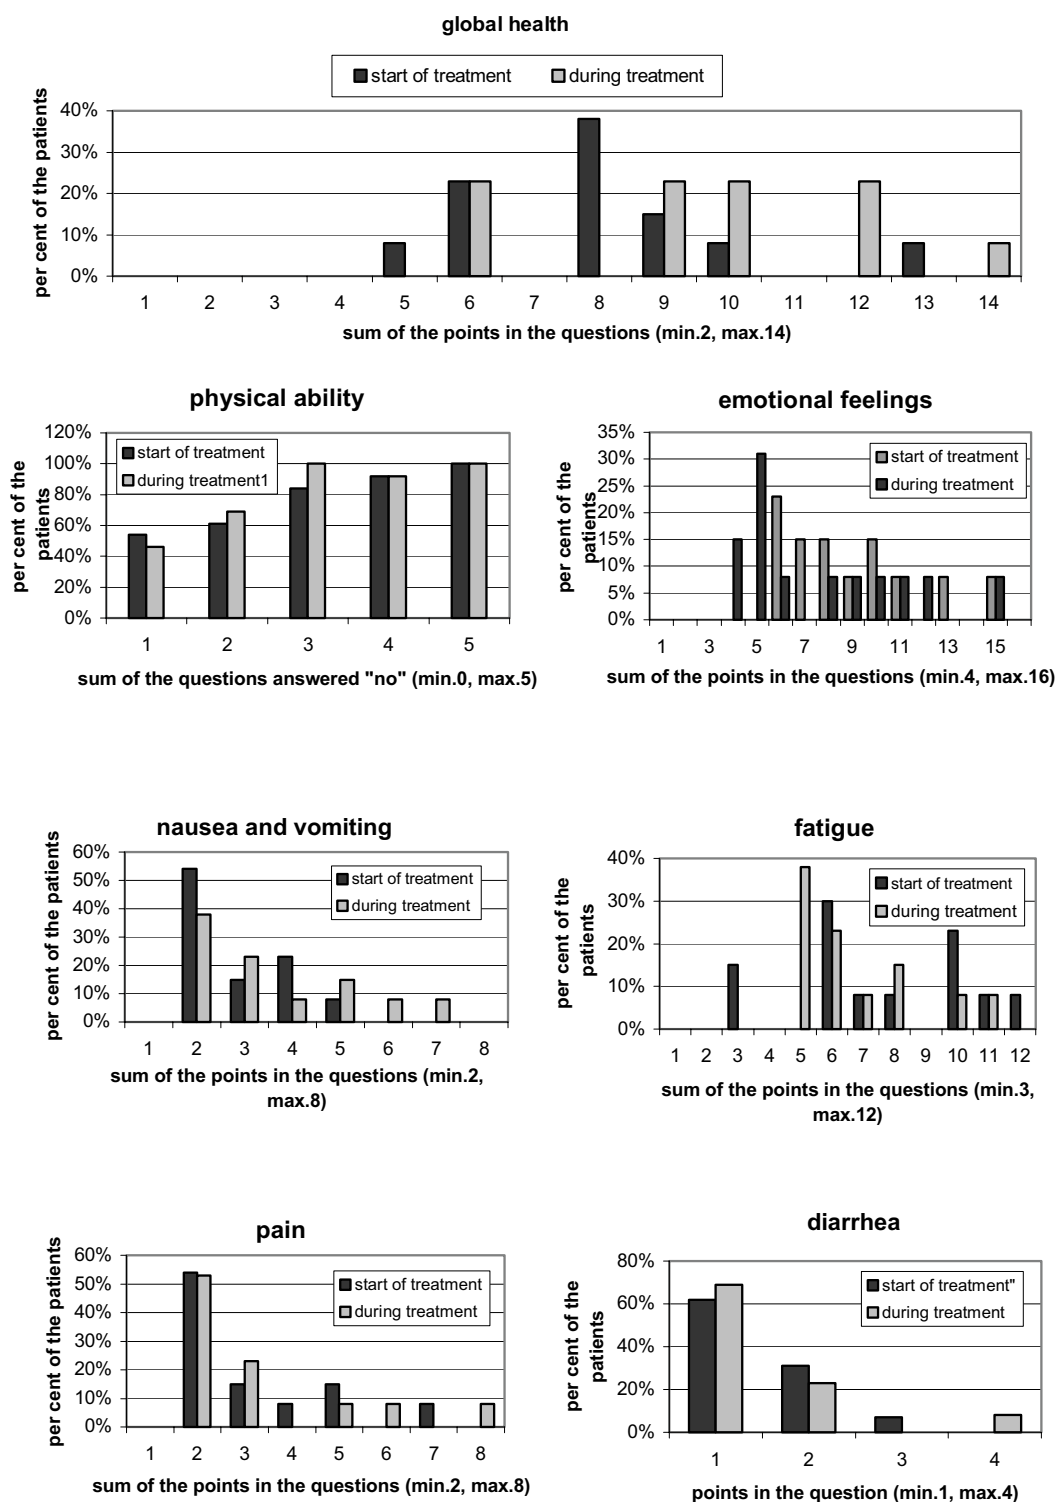 global health
start of treatment during treatment
per cent of the patients
40%
30%
20%
10%
0%
1 2 3 4 5 6 7 8 9 10 11 12 13 14
sum of the points in the questions (min.2, max.14)
physical ability
start of treatment
during treatment1
per cent of the
patients
120%
100%
80%
60%
40%
20%
0%
1 2 3 4 5
sum of the questions answered "no" (min.0, max.5)
emotional feelings
start of treatment
during treatment
per cent of the
patients
35%
30%
25%
20%
15%
10%
5%
0%
1 3 5 7 9 11 13 15
sum of the points in the questions (min.4, max.16)
nausea and vomiting
start of treatment
during treatment
per cent of the patients
60%
50%
40%
30%
20%
10%
0%
1 2 3 4 5 6 7 8
sum of the points in the questions (min.2,
max.8)
fatigue
start of treatment
during treatment
per cent of the
patients
40%
30%
20%
10%
0%
1 2 3 4 5 6 7 8 9 10 11 12
sum of the points in the questions (min.3,
max.12)
pain
start of treatment
during treatment
per cent of the patients
60%
50%
40%
30%
20%
10%
0%
1 2 3 4 5 6 7 8
sum of the points in the questions (min.2, max.8)
diarrhea
start of treatment"
during treatment
per cent of the
patients
80%
60%
40%
20%
0%
1 2 3 4
points in the question (min.1, max.4)